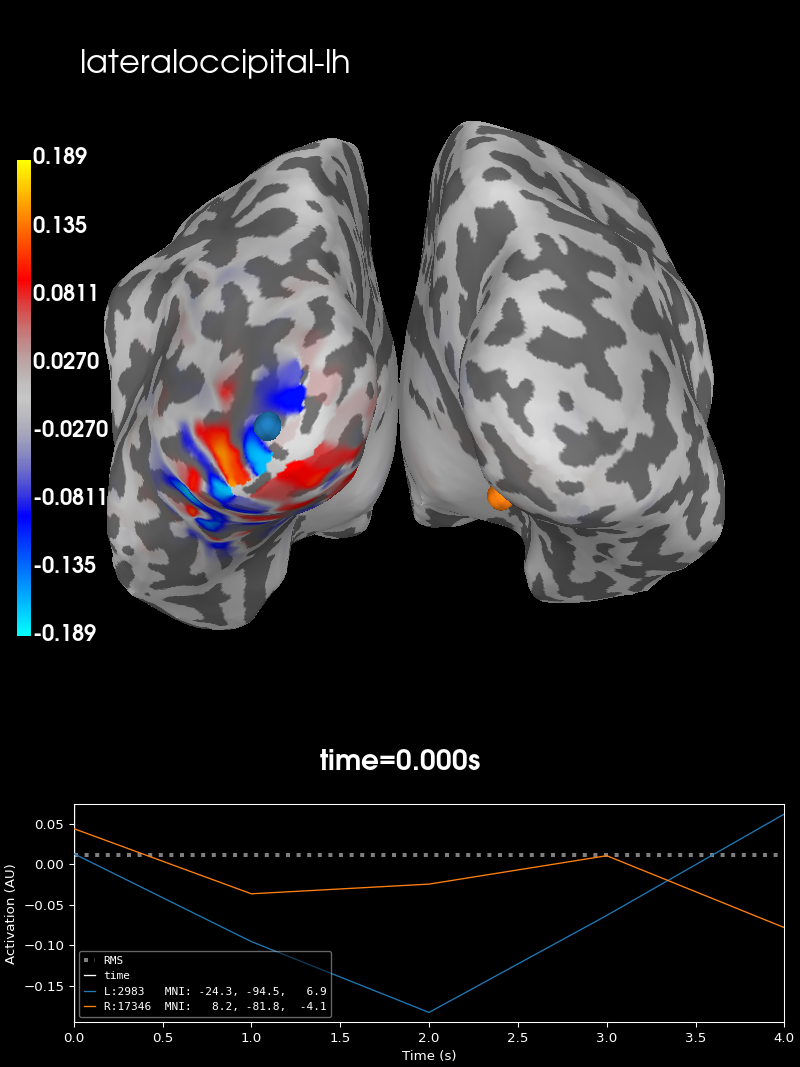 lateraloccipital-lh
0.189
0.135
0.0811
0.0270
-0.0270
-0.0811
-0.135
-0.189
time=0.000s
0.05
0.00
-0.05
-0.10
-0.15
Activation (AU)
RMS
time
L:2983 MNI: -24.3, -94.5, 6.9
R:17346 MNI: 8.2, -81.8, -4.1
0.0 0.5 1.0 1.5 2.0 2.5 3.0 3.5 4.0
Time (s)